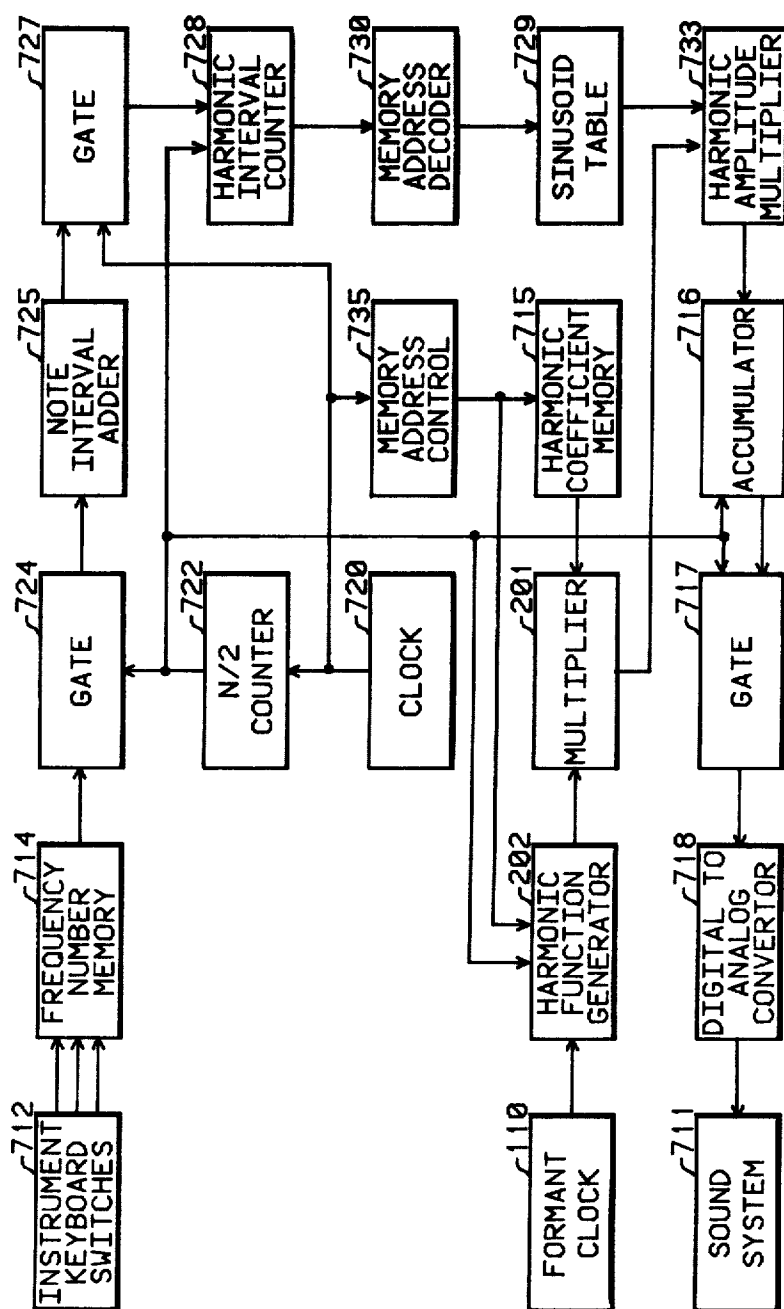 712
INSTRUMENT
KEYBOARD
SWITCHES
714
FREQUENCY
NUMBER
MEMORY
724
GATE
725
NOTE
INTERVAL
ADDER
727
GATE
722
N/2
COUNTER
728
HARMONIC
INTERVAL
COUNTER
720
CLOCK
735
MEMORY
ADDRESS
CONTROL
730
MEMORY
ADDRESS
DECODER
110
FORMANT
CLOCK
202
HARMONIC
FUNCTION
GENERATOR
201
MULTIPLIER
715
HARMONIC
COEFFICIENT
MEMORY
729
SINUSOID
TABLE
711
SOUND
SYSTEM
718
DIGITAL TO
ANALOG
CONVERTOR
717
GATE
716
ACCUMULATOR
733
HARMONIC
AMPLITUDE
MULTIPLIER